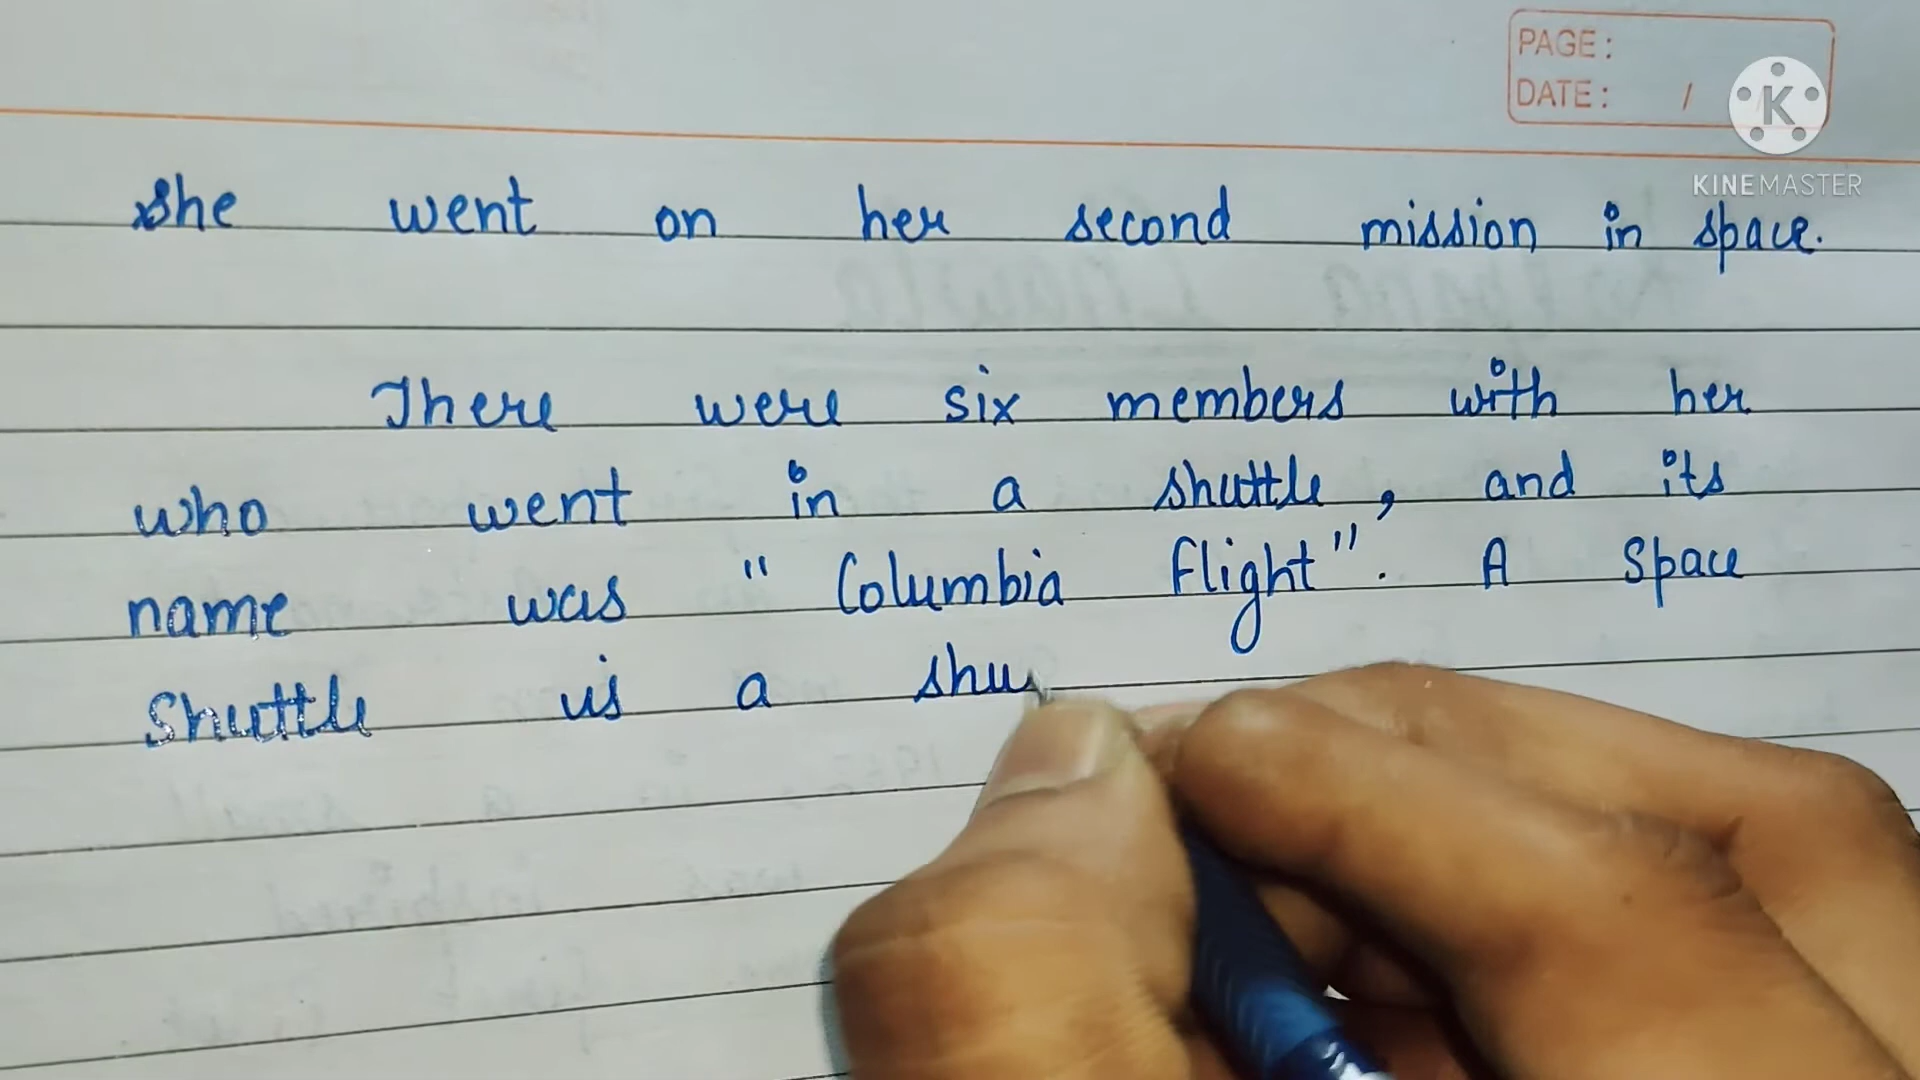 PAGE :
DATE : /
KINEMASTER
She went on her second mission in space.
There were six members with her
who went in a shuttle, and its
name was "Columbia Flight". A Space
Shuttle is a shu